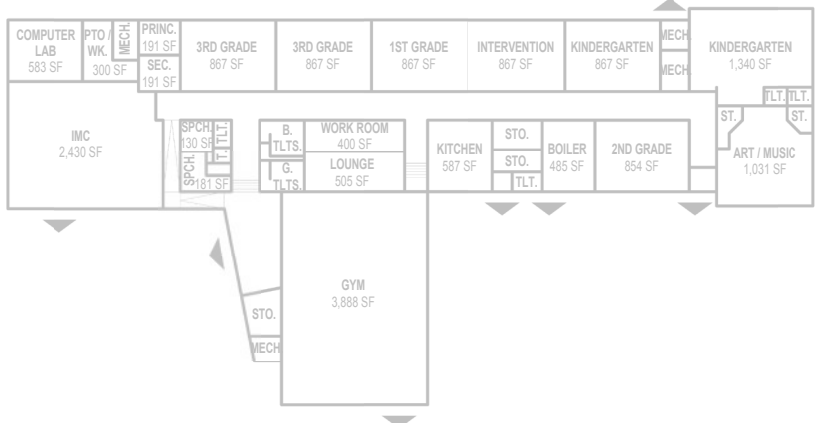 COMPUTER
LAB
583 SF
PTO /
WK.
300 SF
MECH.
PRINC.
191 SF
SEC.
191 SF
3RD GRADE
867 SF
3RD GRADE
867 SF
1ST GRADE
867 SF
INTERVENTION
867 SF
KINDERGARTEN
867 SF
MECH
MECH
KINDERGARTEN
1,340 SF
TLT.
TLT.
IMC
2,430 SF
SPCH.
130 SF
TLT.
T.
SPCH.
181 SF
B.
TLTS.
G.
TLTS.
WORK ROOM
400 SF
LOUNGE
505 SF
KITCHEN
587 SF
STO.
STO.
TLT.
BOILER
485 SF
2ND GRADE
854 SF
ST.
ST.
ART / MUSIC
1,031 SF
GYM
3,888 SF
STO.
MECH